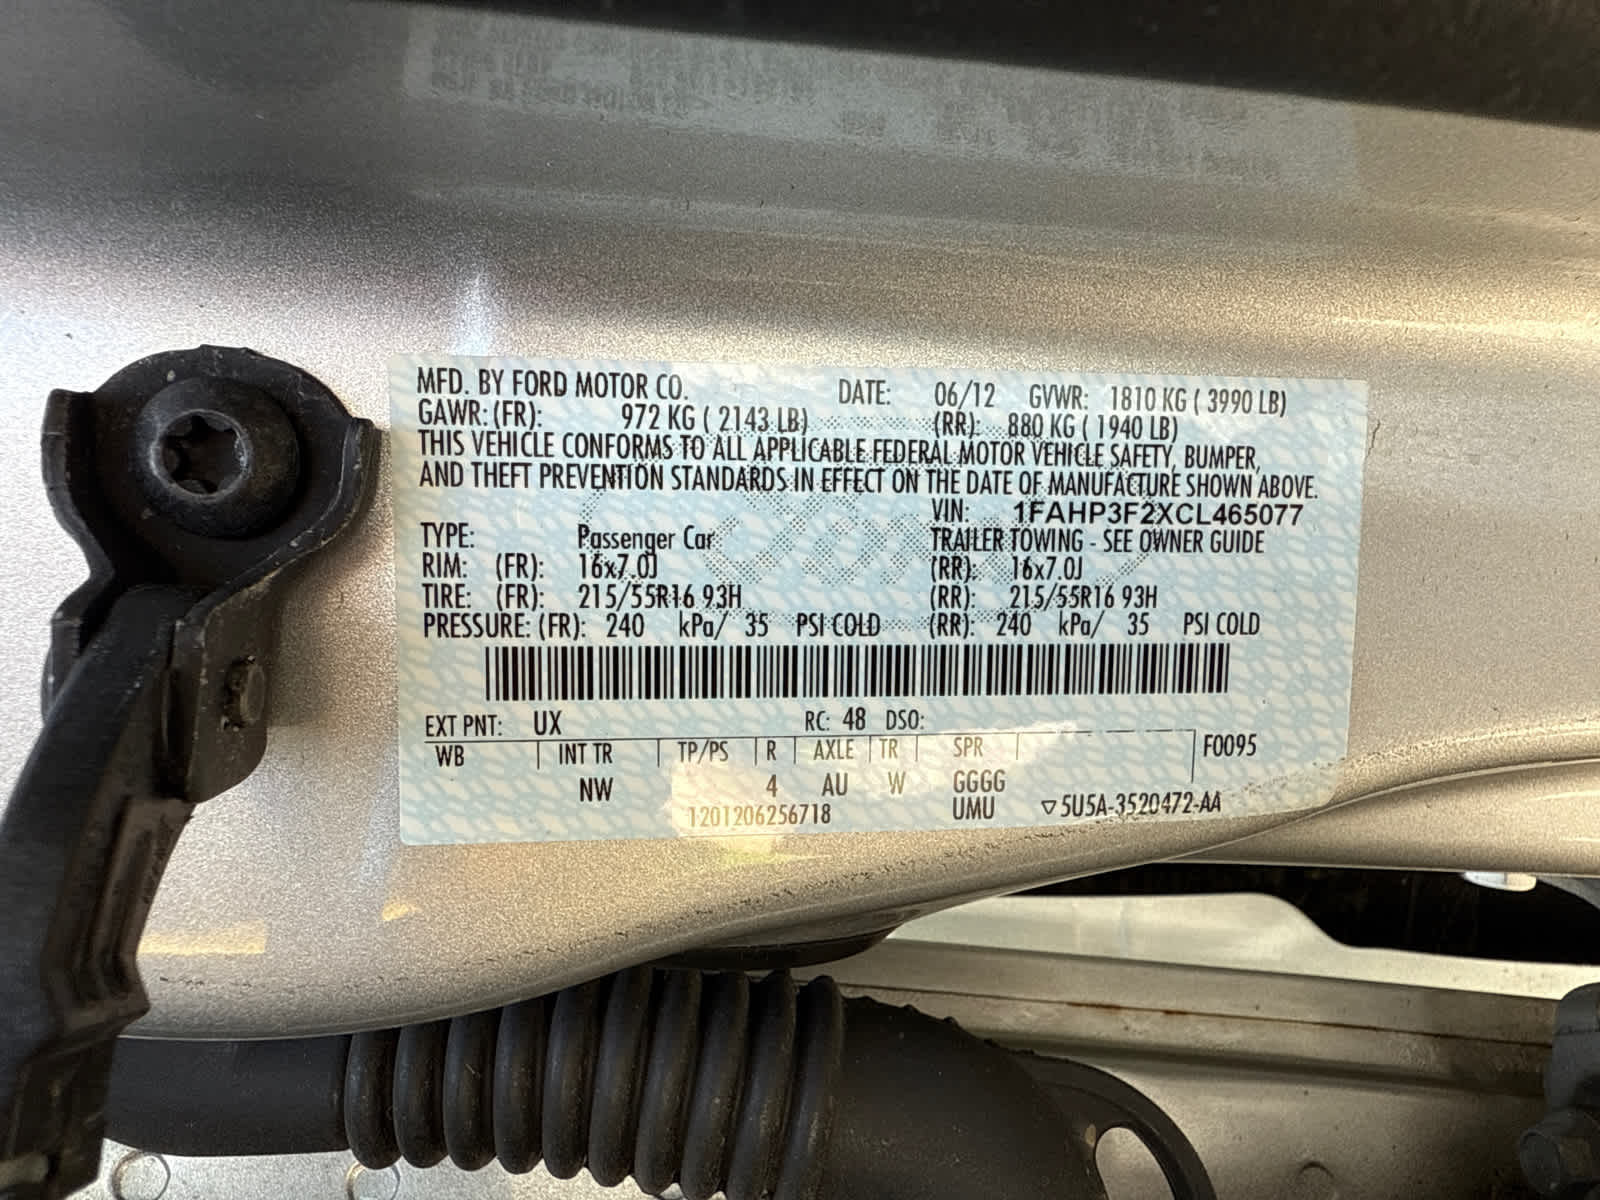 MFD. BY FORD MOTOR CO. DATE: 06/12 GVWR: 1810 KG ( 3990 LB)
GAWR: (FR): 972 KG ( 2143 LB) (RR): 880 KG ( 1940 LB)
THIS VEHICLE CONFORMS TO ALL APPLICABLE FEDERAL MOTOR VEHICLE SAFETY, BUMPER,
AND THEFT PREVENTION STANDARDS IN EFFECT ON THE DATE OF MANUFACTURE SHOWN ABOVE.
VIN: 1FAHP3F2XCL465077
TYPE: Passenger Car TRAILER TOWING - SEE OWNER GUIDE
RIM: (FR): 16x7.0J (RR): 16x7.0J
TIRE: (FR): 215/55R16 93H (RR): 215/55R16 93H
PRESSURE: (FR): 240 kPa/ 35 PSI COLD (RR): 240 kPa/ 35 PSI COLD
EXT PNT: UX RC: 48 DSO:
WB INT TR TP/PS R AXLE TR SPR F0095
NW 4 AU W GGGG
1201206256718 UMU ▽5U5A-3520472-AA